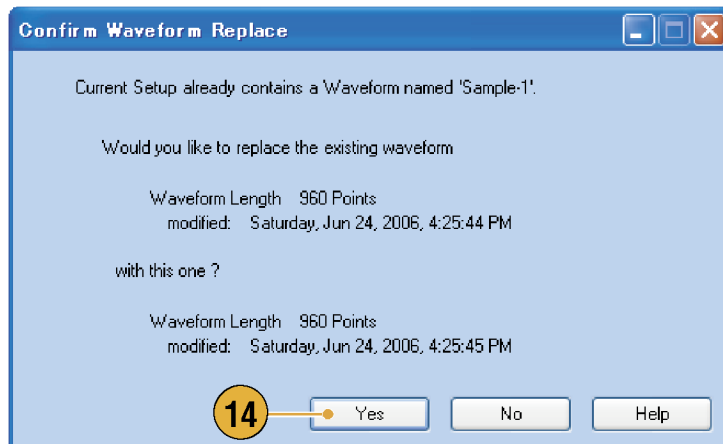 Confirm Waveform Replace
Current Setup already contains a Waveform named 'Sample-1'.
Would you like to replace the existing waveform
Waveform Length 960 Points
modified: Saturday, Jun 24, 2006, 4:25:44 PM
with this one ?
Waveform Length 960 Points
modified: Saturday, Jun 24, 2006, 4:25:45 PM
14 Yes No Help